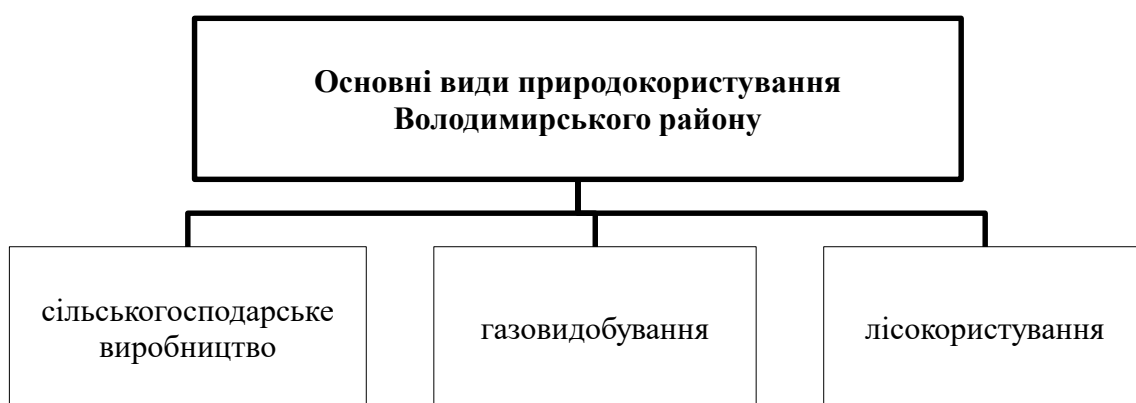 Основні види природокористування
Володимирського району
сільськогосподарське
виробництво
газовидобування
лісокористування